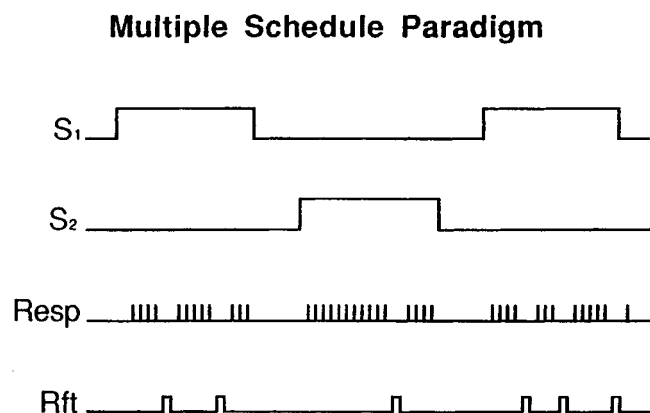 Multiple Schedule Paradigm
S₁
S₂
Resp
Rft